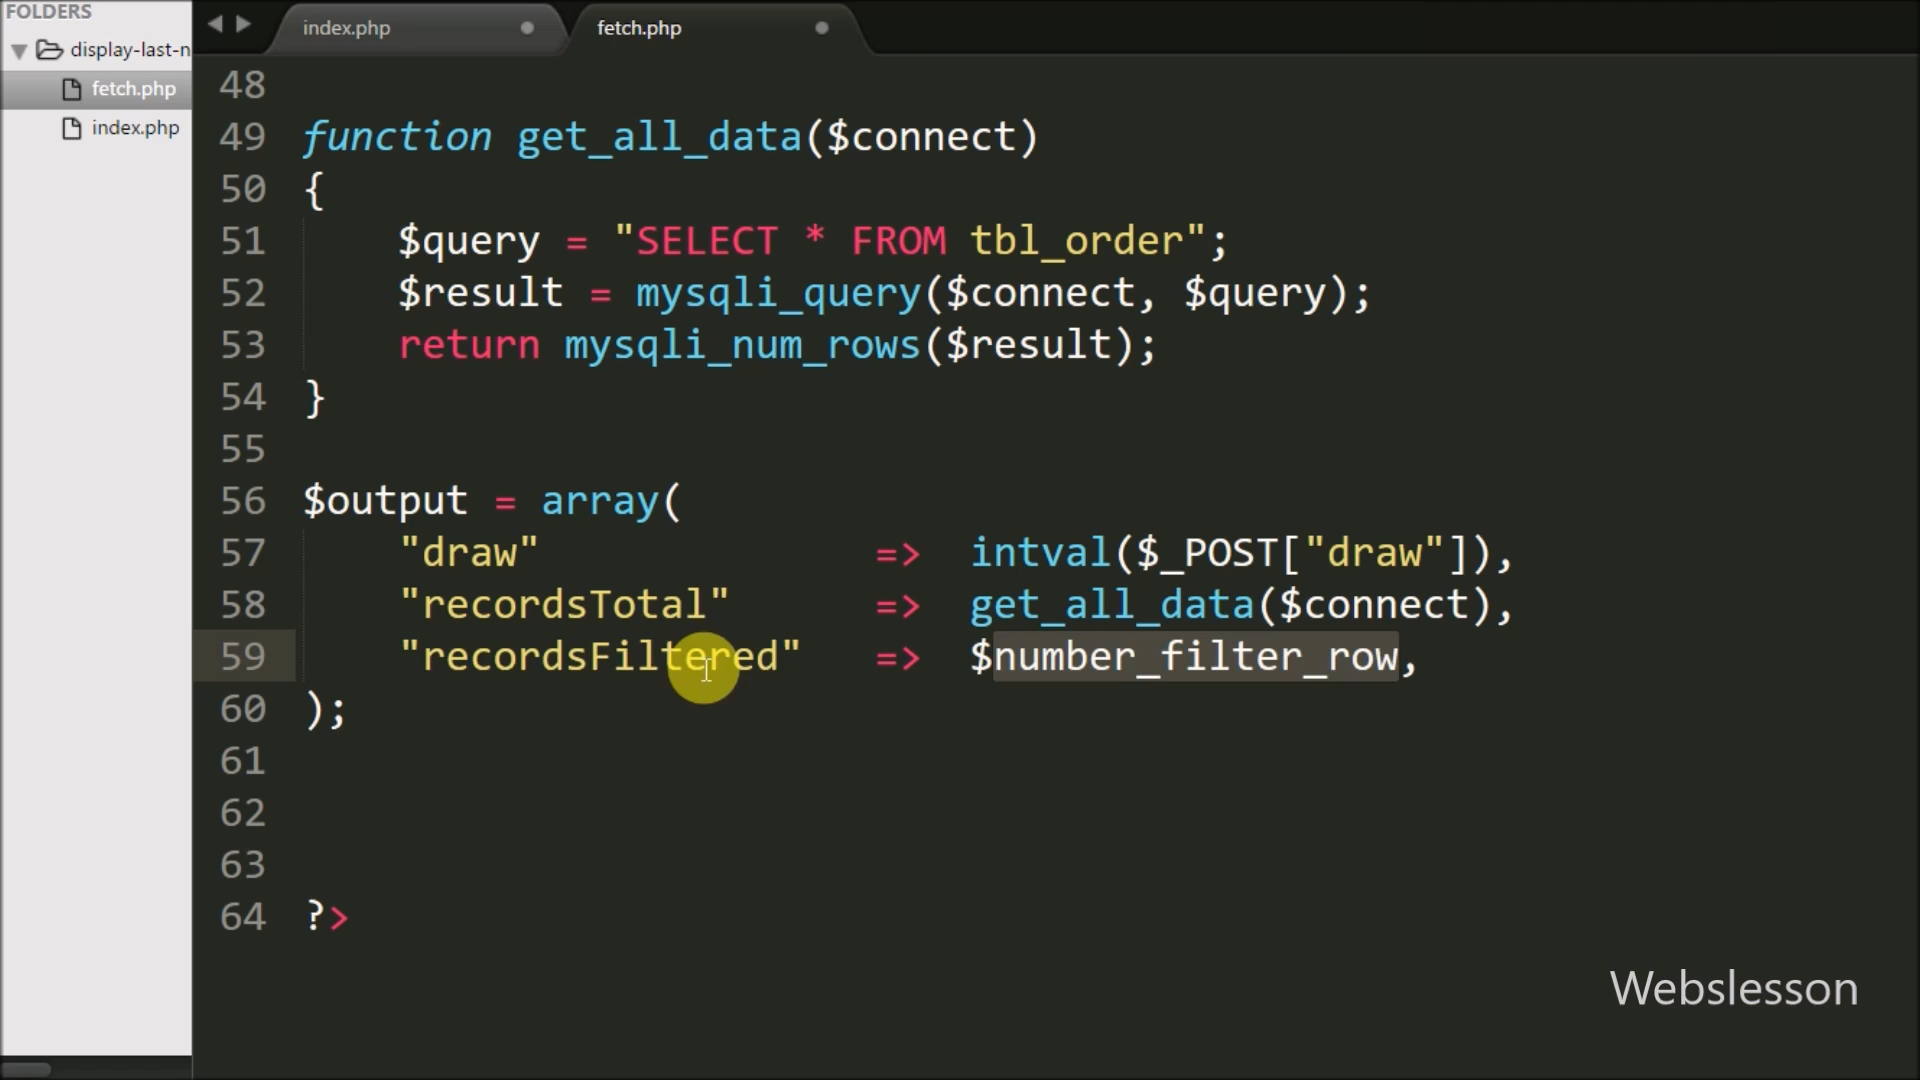 FOLDERS
display-last-n
fetch.php
index.php
index.php
fetch.php
48
49 function get_all_data($connect)
50 {
51 $query = "SELECT * FROM tbl_order";
52 $result = mysqli_query($connect, $query);
53 return mysqli_num_rows($result);
54 }
55
56 $output = array(
57 "draw" => intval($_POST["draw"]),
58 "recordsTotal" => get_all_data($connect),
59 "recordsFiltered" => $number_filter_row,
60 );
61
62
63
64 ?>
Webslesson